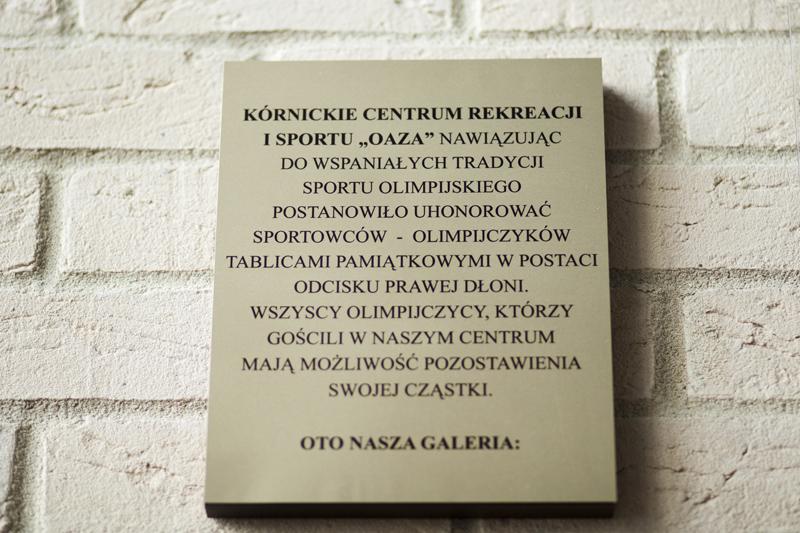 KÓRNICKIE CENTRUM REKREACJI
I SPORTU „OAZA” NAWIĄZUJĄC
DO WSPANIAŁYCH TRADYCJI
SPORTU OLIMPIJSKIEGO
POSTANOWIŁO UHONOROWAĆ
SPORTOWCÓW - OLIMPIJCZYKÓW
TABLICAMI PAMIĄTKOWYMI W POSTACI
ODCISKU PRAWEJ DŁONI.
WSZYSCY OLIMPIJCZYCY, KTÓRZY
GOŚCILI W NASZYM CENTRUM
MAJĄ MOŻLIWOŚĆ POZOSTAWIENIA
SWOJEJ CZĄSTKI.
OTO NASZA GALERIA: